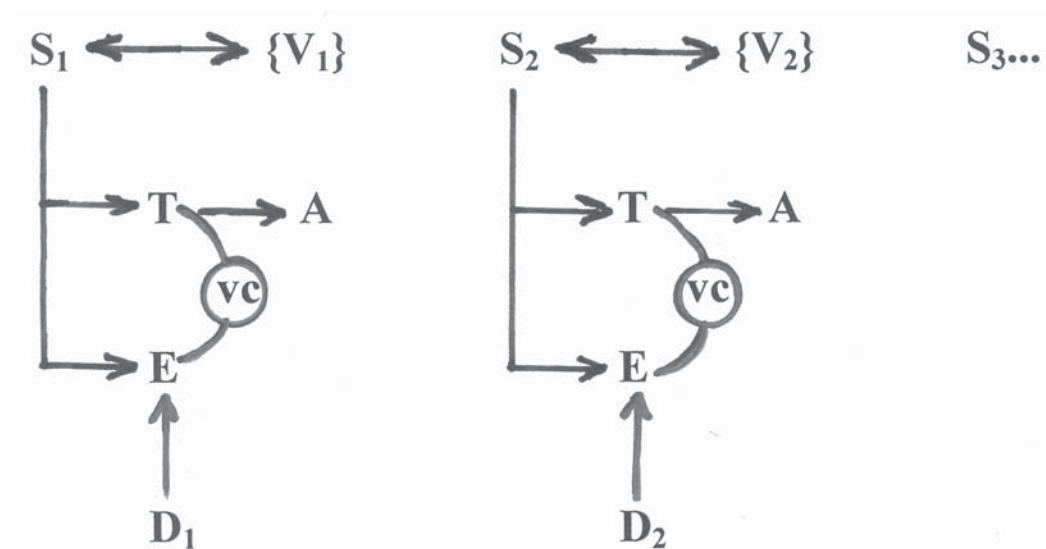 S₁ {V₁} S₂ {V₂} S₃...
T A T A
vc vc
E E
D₁ D₂